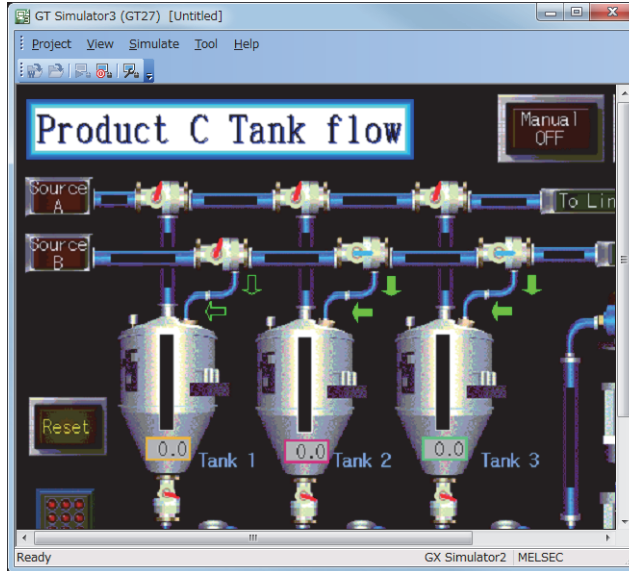 GT Simulator3 (GT27) [Untitled]
Project View Simulate Tool Help
Product C Tank flow
Manual
OFF
Source
A
To Lin
Source
B
Reset
0.0
Tank 1
0.0
Tank 2
0.0
Tank 3
Ready
GX Simulator2
MELSEC